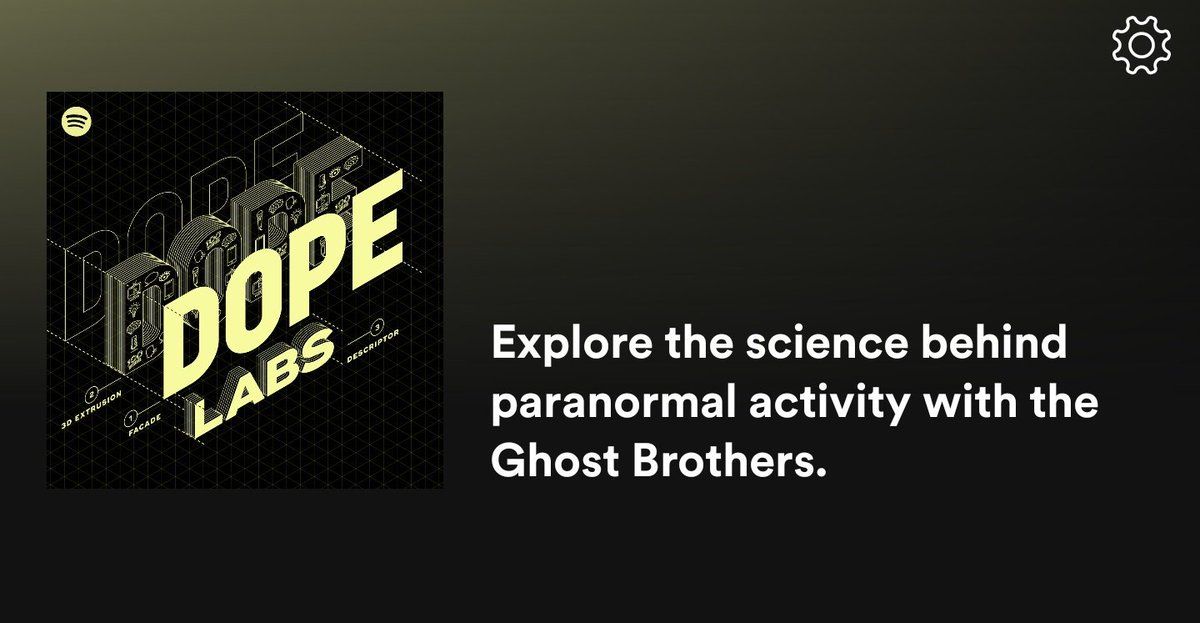 DOPE
DOPE
DOPE
LABS
3
DESCRIPTOR
2
3D EXTRUSION
1
FACADE
Explore the science behind
paranormal activity with the
Ghost Brothers.